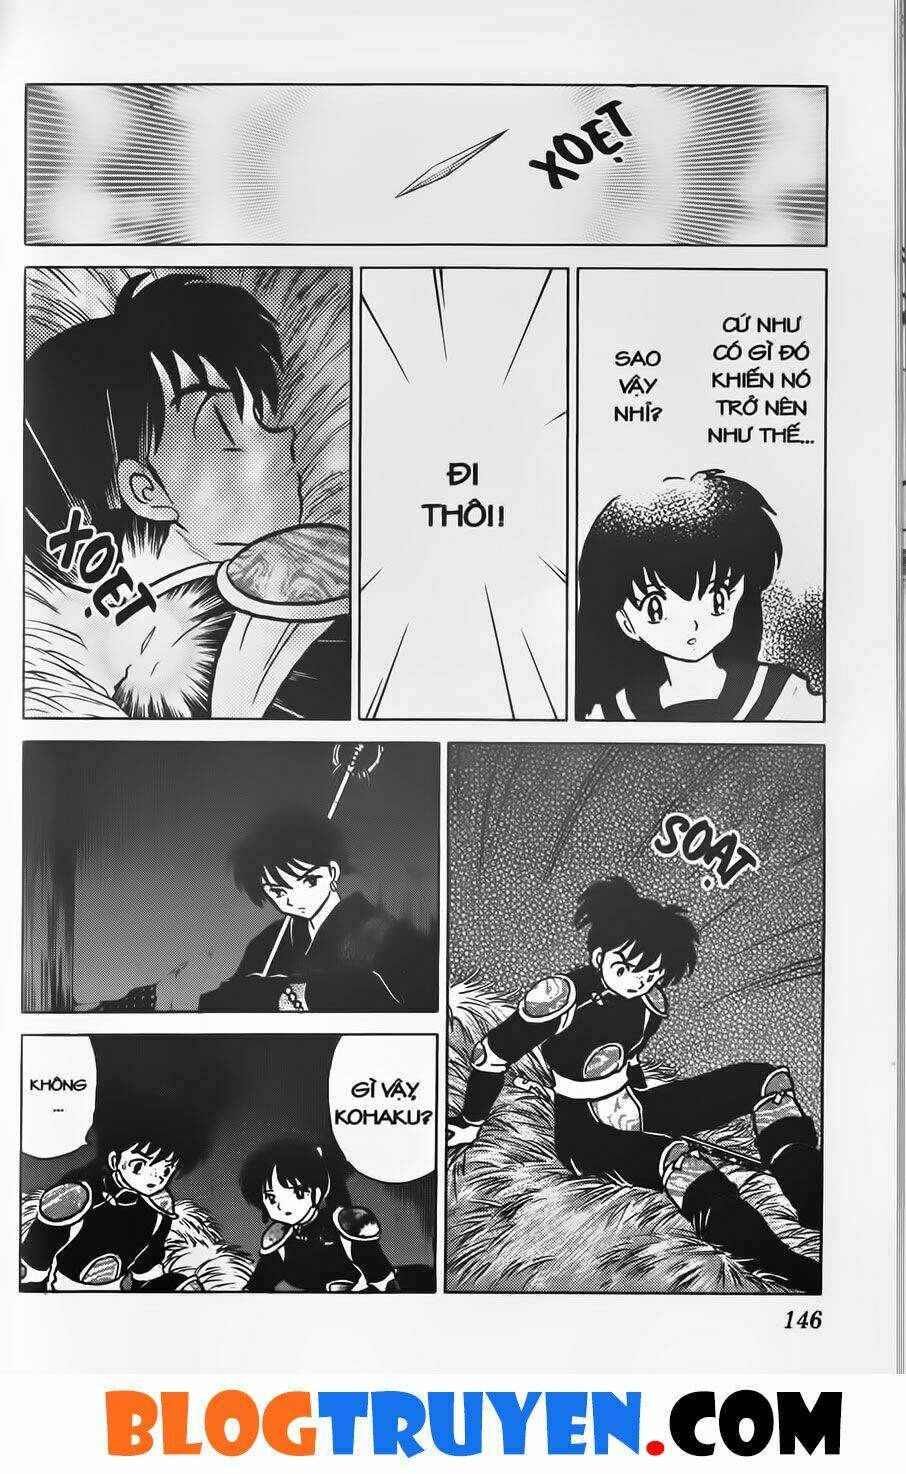 XOẸT
CỨ NHƯ
CÓ GÌ ĐÓ
KHIẾN NÓ
TRỞ NÊN
NHƯ THẾ...
SAO
VẬY
NHỈ?
ĐI
THÔI!
XOẸT
SOẠT
GÌ VẬY,
KOHAKU?
KHÔNG
...
146
BLOGTRUYEN.COM